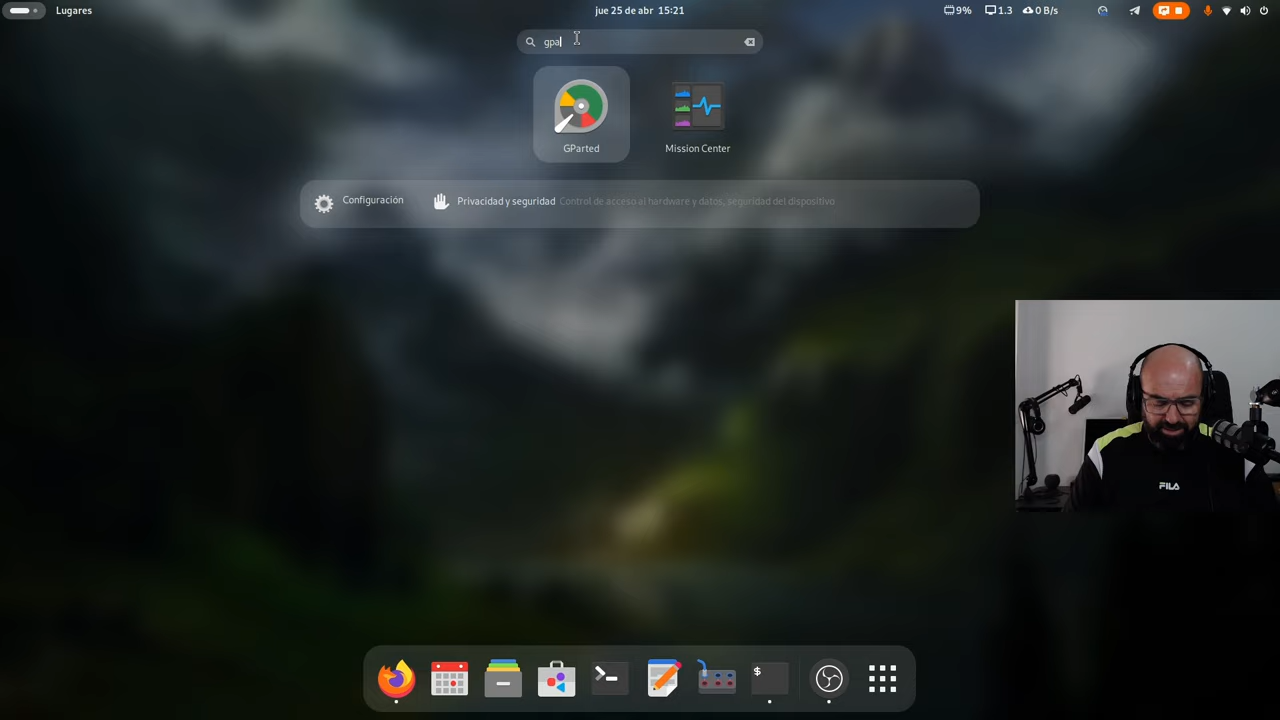 Lugares
jue 25 de abr 15:21
9%
1.3
0 B/s
gpa
GParted
Mission Center
Configuración
Privacidad y seguridad Control de acceso al hardware y datos, seguridad del dispositivo
FILA
$